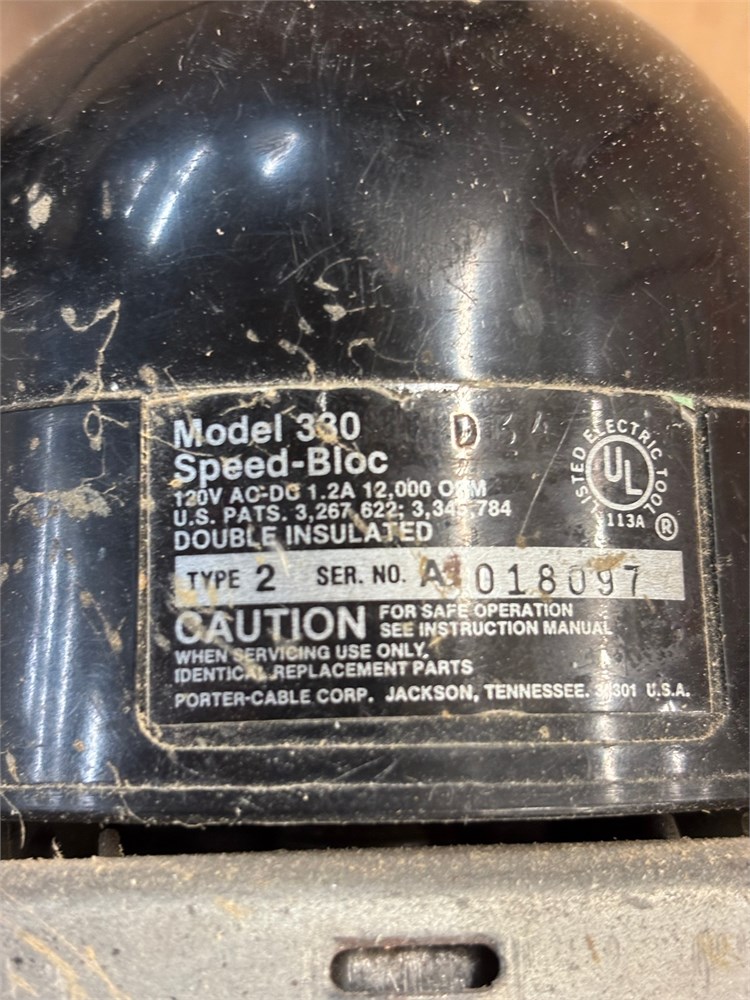 Model 330
D 34
Speed-Bloc
120V AC-DC 1.2A 12,000 OPM
U.S. PATS. 3,267,622; 3,345,784
DOUBLE INSULATED
LISTED ELECTRIC TOOL
UL
113A
®
TYPE 2 SER. NO. A 018097
CAUTION FOR SAFE OPERATION
SEE INSTRUCTION MANUAL
WHEN SERVICING USE ONLY,
IDENTICAL REPLACEMENT PARTS
PORTER-CABLE CORP. JACKSON, TENNESSEE. 38301 U.S.A.